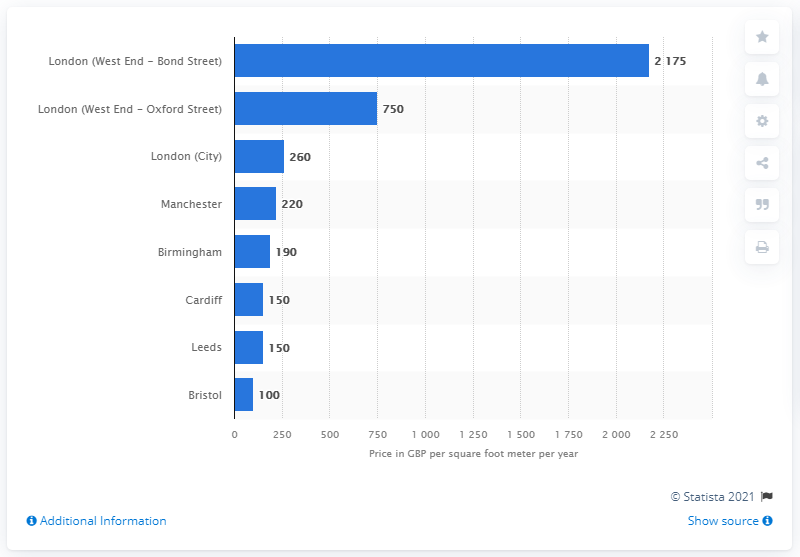 London (West End - Bond Street) 2 175
London (West End - Oxford Street) 750
London (City) 260
Manchester 220
Birmingham 190
Cardiff 150
Leeds 150
Bristol 100
0 250 500 750 1 000 1 250 1 500 1 750 2 000 2 250
Price in GBP per square foot meter per year
© Statista 2021
Additional Information Show source